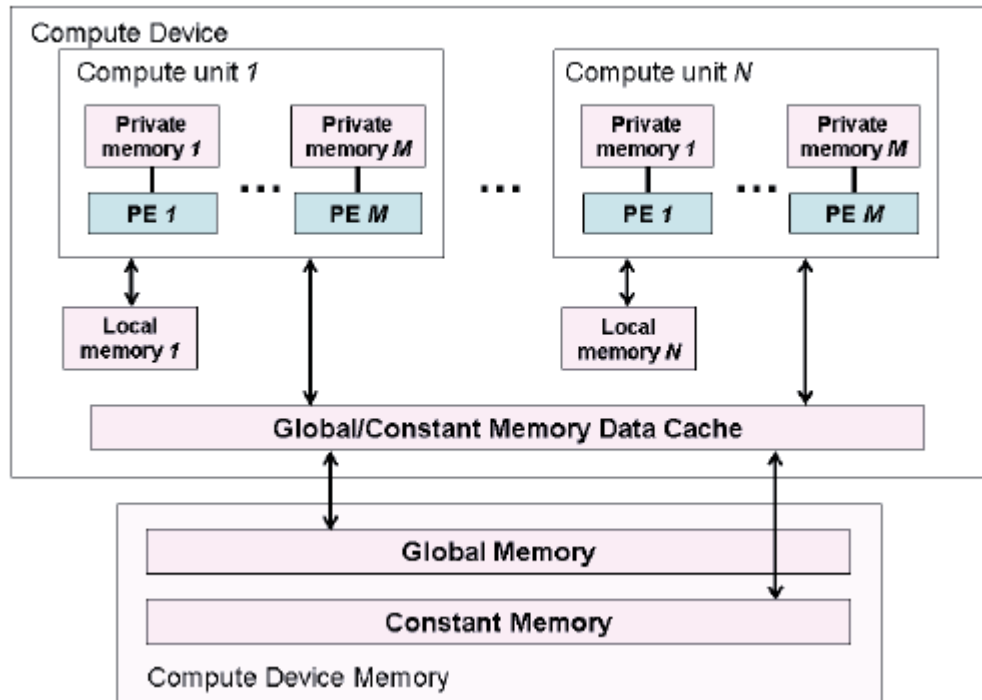 Compute Device
Compute unit 1
Compute unit N
Private
memory 1
Private
memory M
Private
memory 1
Private
memory M
...
...
...
PE 1
PE M
PE 1
PE M
Local
memory 1
Local
memory N
Global/Constant Memory Data Cache
Global Memory
Constant Memory
Compute Device Memory